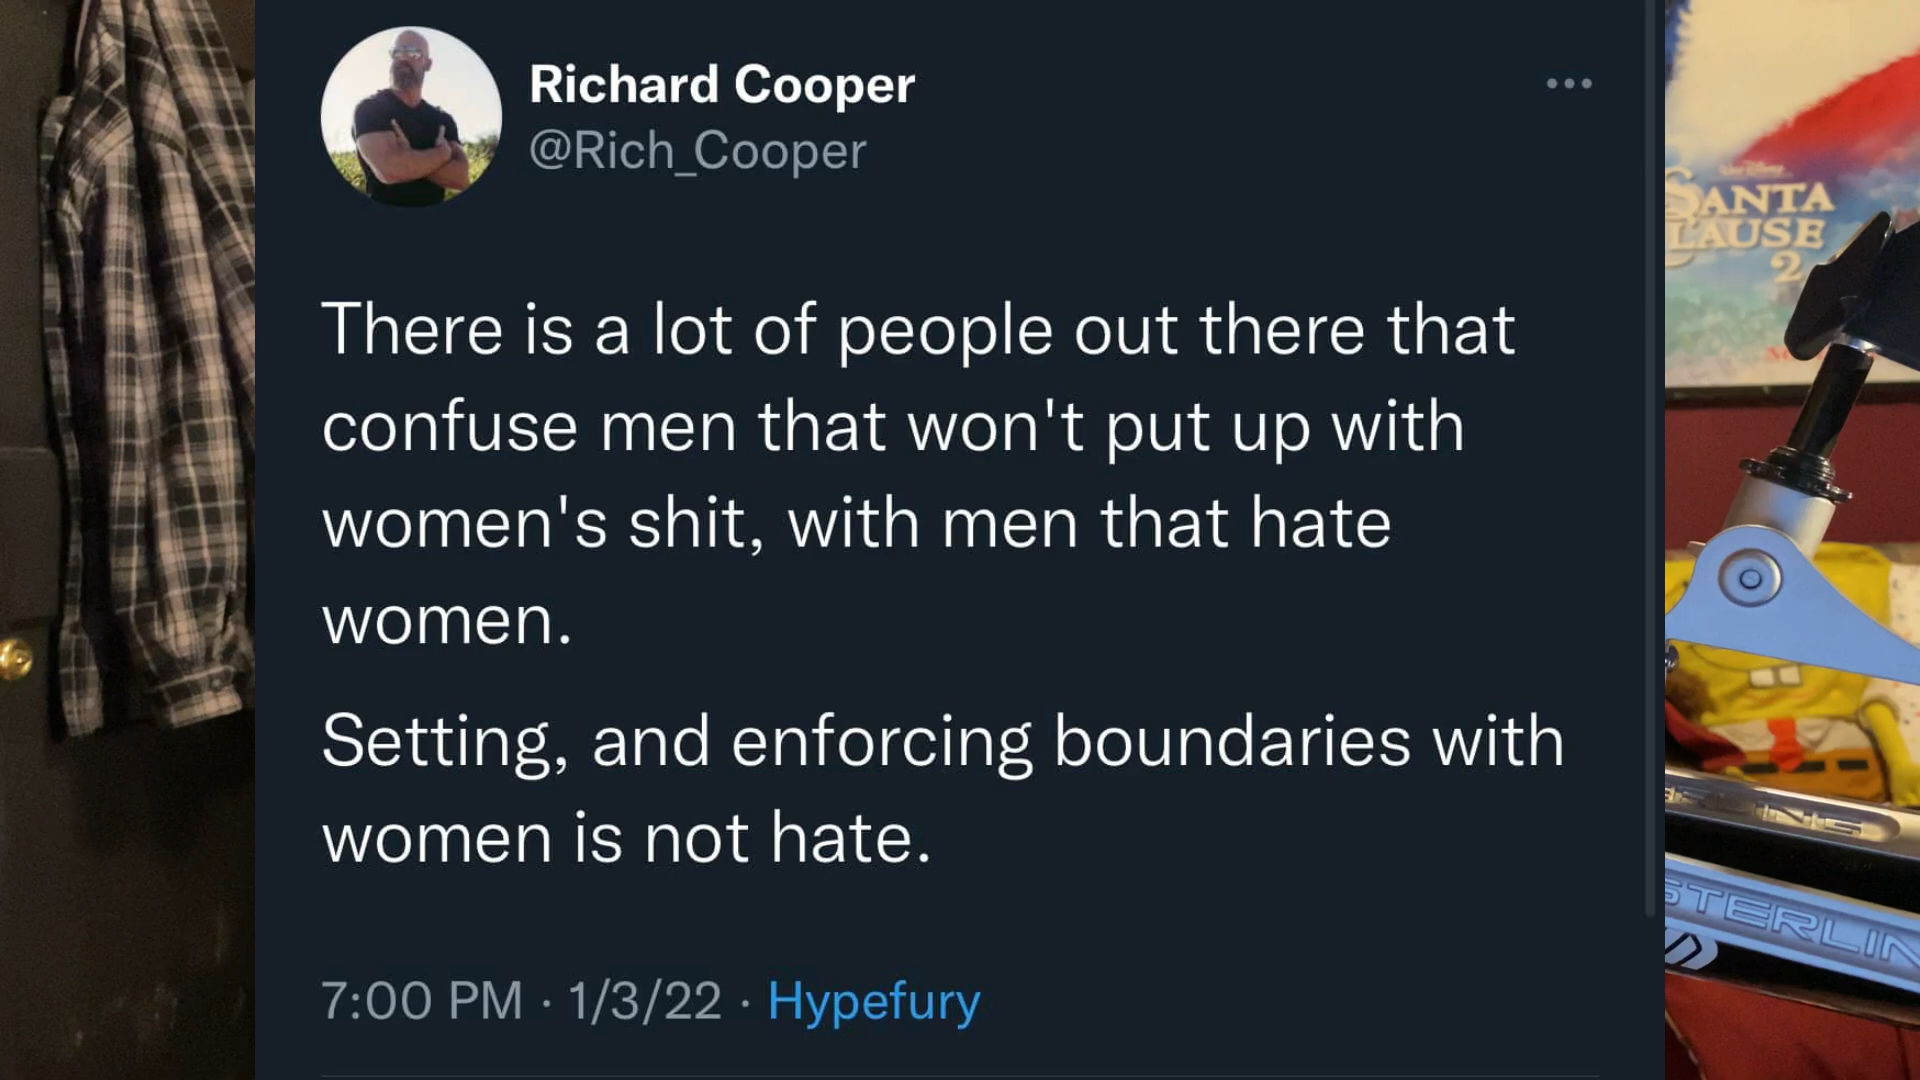 Richard Cooper
@Rich_Cooper
There is a lot of people out there that
confuse men that won't put up with
women's shit, with men that hate
women.
Setting, and enforcing boundaries with
women is not hate.
7:00 PM · 1/3/22 · Hypefury
SANTA
LAUSE
2
STERLIN